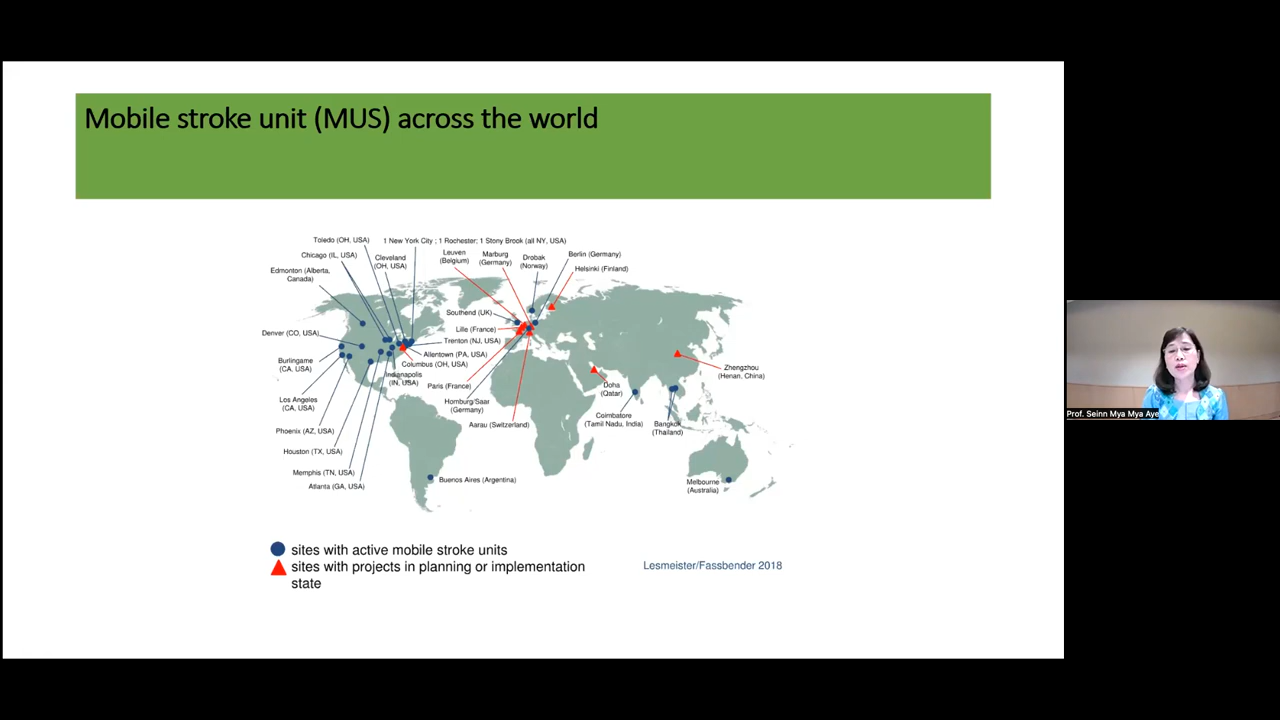 Mobile stroke unit (MUS) across the world
Toledo (OH, USA)
1 New York City ; 1 Rochester; 1 Stony Brook (all NY, USA)
Chicago (IL, USA)
Cleveland
(OH, USA)
Leuven
(Belgium)
Marburg
(Germany)
Drobak
(Norway)
Berlin (Germany)
Helsinki (Finland)
Edmonton (Alberta,
Canada)
Southend (UK)
Denver (CO, USA)
Lille (France)
Trenton (NJ, USA)
Allentown (PA, USA)
Columbus (OH, USA)
Burlingame
(CA. USA)
Indianapolis
(IN, USA)
Paris (France)
Doha
(Qatar)
Zhengzhou
(Henan, China)
Los Angeles
(CA, USA)
Homburg/Saar
(Germany)
Coimbatore
(Tamil Nadu, India)
Bangkok
(Thailand)
Phoenix (AZ, USA)
Aarau (Switzerland)
Houston (TX, USA)
Memphis (TN, USA)
Atlanta (GA, USA)
Buenos Aires (Argentina)
Melbourne
(Australia)
sites with active mobile stroke units
sites with projects in planning or implementation
state
Lesmeister/Fassbender 2018
Prof. Seinn Mya Mya Aye